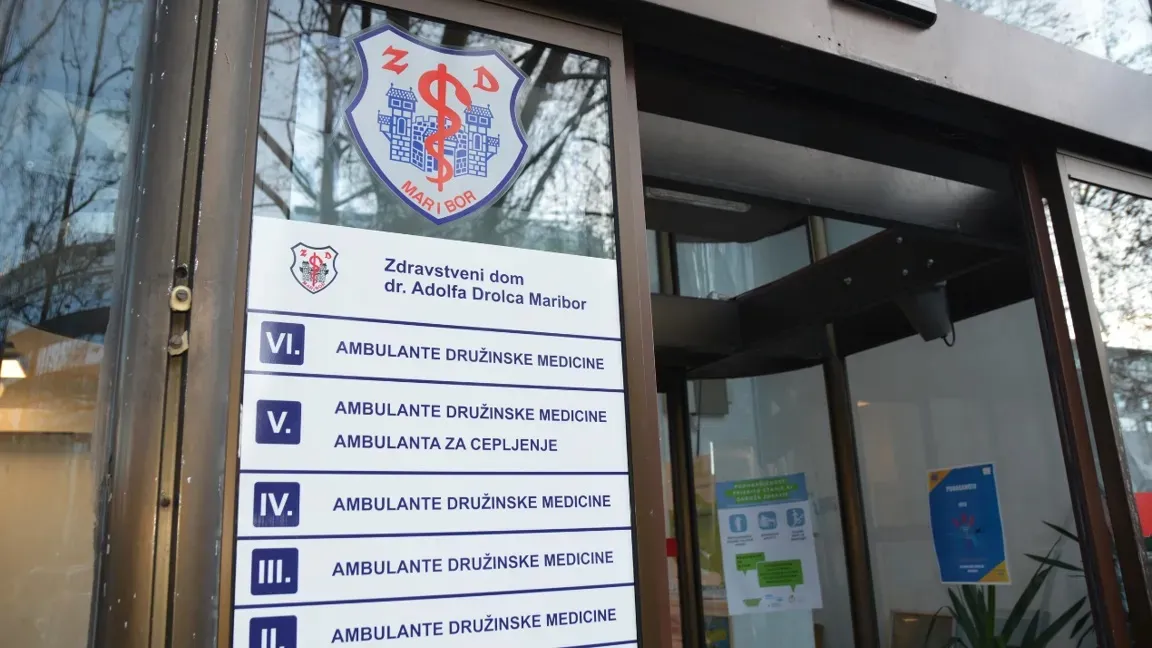 Z D
MARIBOR
Z D
MARIBOR
Zdravstveni dom
dr. Adolfa Drolca Maribor
VI. AMBULANTE DRUŽINSKE MEDICINE
V. AMBULANTE DRUŽINSKE MEDICINE
AMBULANTA ZA CEPLJENJE
IV. AMBULANTE DRUŽINSKE MEDICINE
III. AMBULANTE DRUŽINSKE MEDICINE
II. AMBULANTE DRUŽINSKE MEDICINE